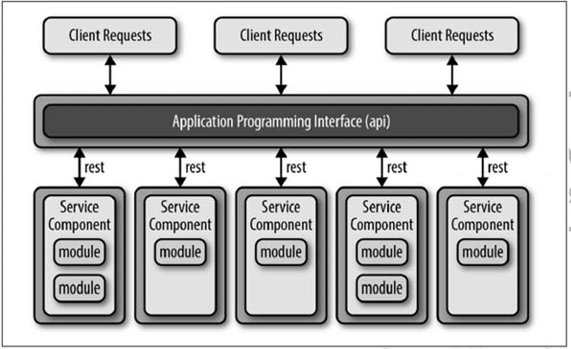 Client Requests
Client Requests
Client Requests
Application Programming Interface (api)
rest
rest
rest
rest
rest
Service
Component
module
module
Service
Component
module
Service
Component
module
Service
Component
module
module
Service
Component
module